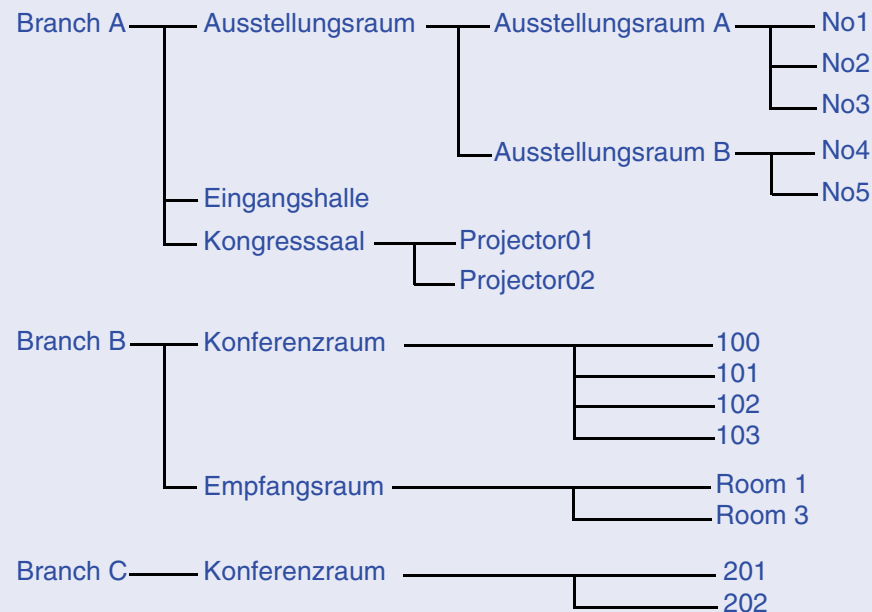 Branch A Ausstellungsraum Ausstellungsraum A No1
No2
No3
Ausstellungsraum B No4
No5
Eingangshalle
Kongresssaal Projector01
Projector02
Branch B Konferenzraum 100
101
102
103
Empfangsraum Room 1
Room 3
Branch C Konferenzraum 201
202